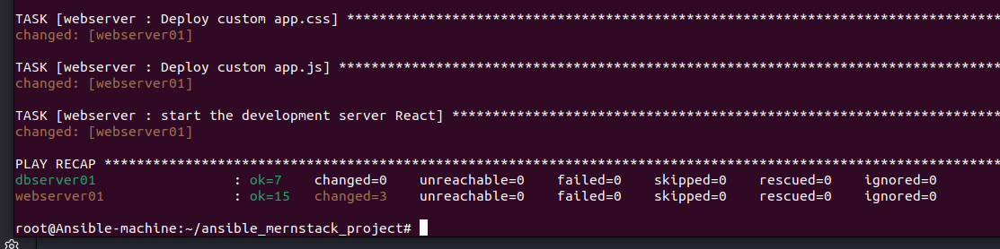 TASK [webserver : Deploy custom app.css] *******************************************************************************
changed: [webserver01]
TASK [webserver : Deploy custom app.js] ********************************************************************************
changed: [webserver01]
TASK [webserver : start the development server React] ******************************************************************
changed: [webserver01]
PLAY RECAP *************************************************************************************************************
dbserver01 : ok=7 changed=0 unreachable=0 failed=0 skipped=0 rescued=0 ignored=0
webserver01 : ok=15 changed=3 unreachable=0 failed=0 skipped=0 rescued=0 ignored=0
root@Ansible-machine:~/ansible_mernstack_project#